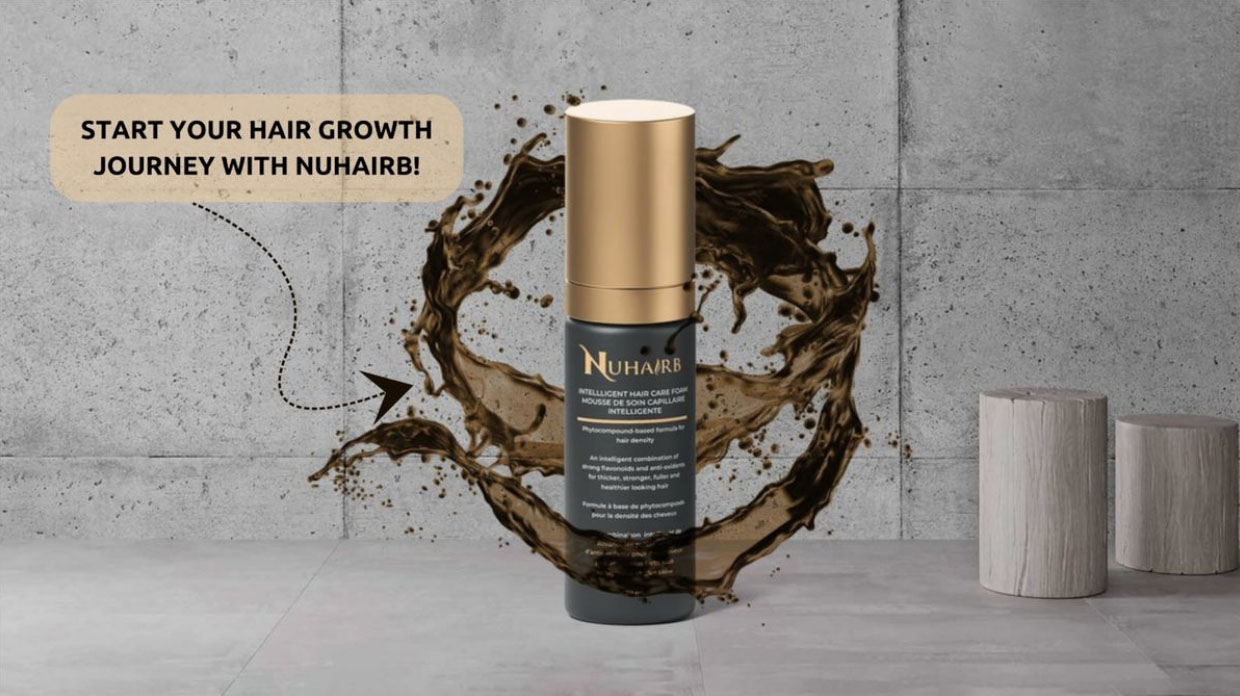 START YOUR HAIR GROWTH
JOURNEY WITH NUHAIRB!
NUHAIRB
INTELLLIGENT HAIR CARE FOAM
MOUSSE DE SOIN CAPILLAIRE
INTELLIGENTE
Phytocompound-based formula for
hair density
An intelligent combination of
strong flavonoids and anti-oxidants
for thicker, stronger, fuller and
healthier looking hair
Formule à base de phytocomponds
pour la densité des cheveux